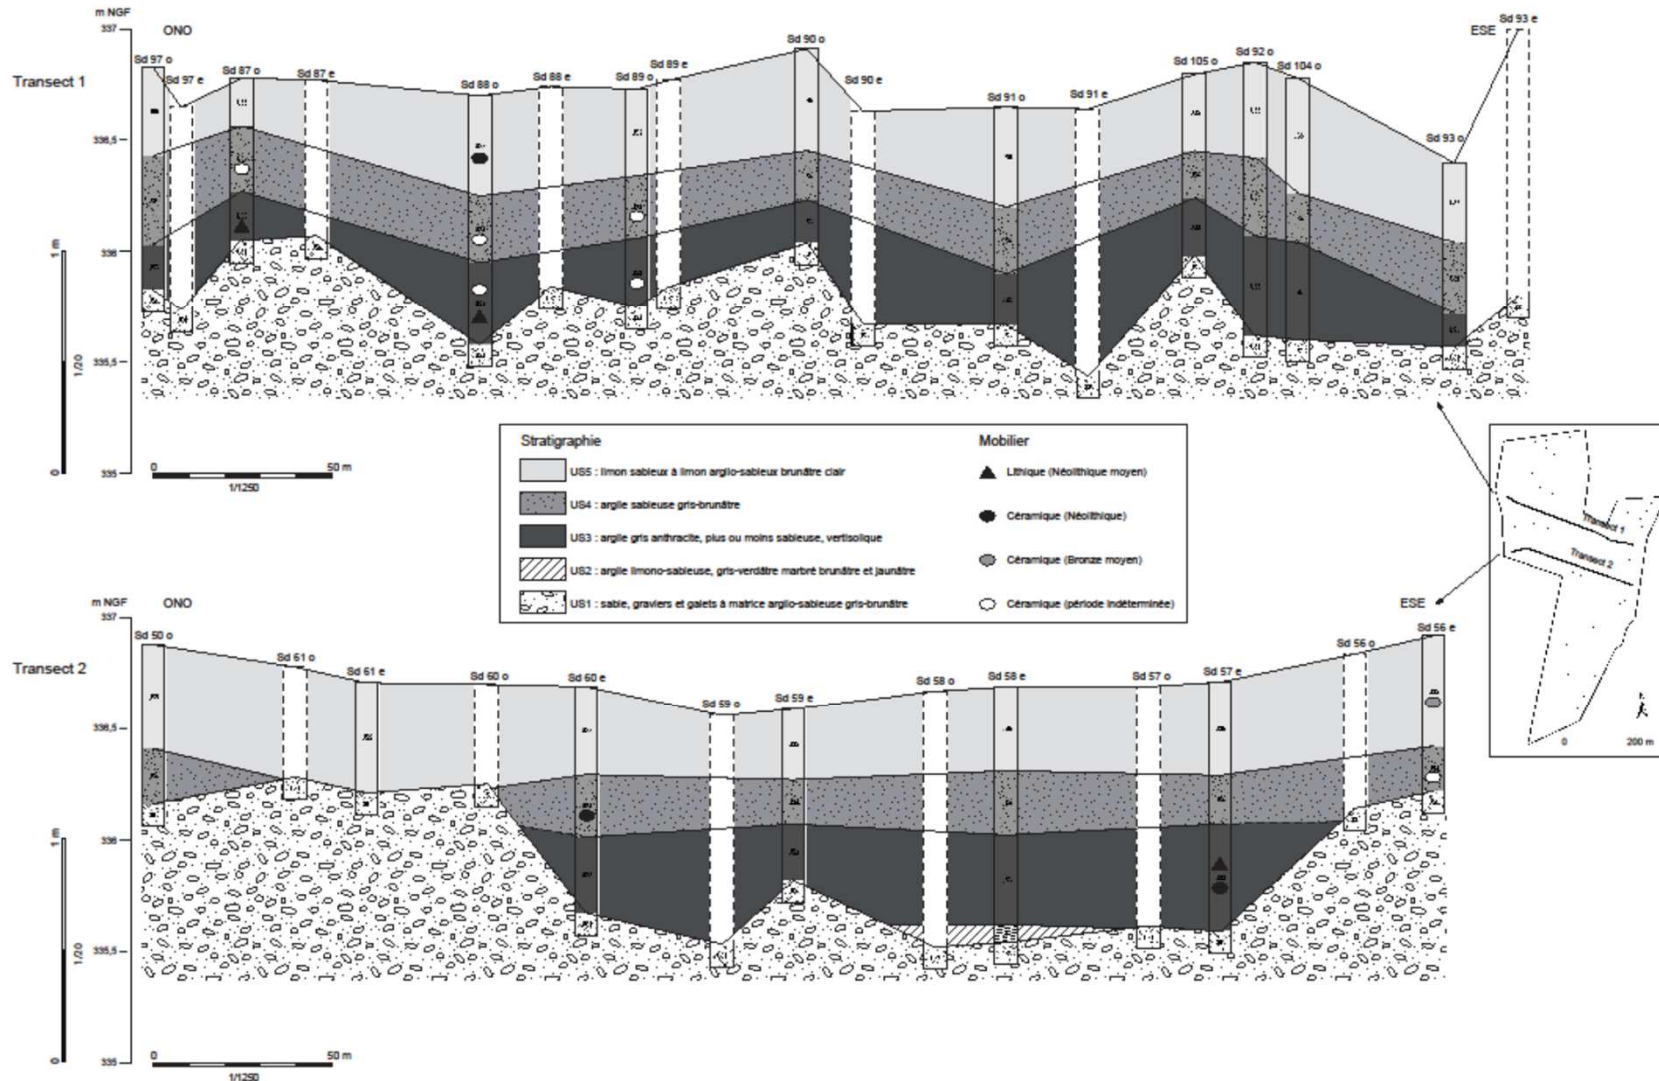 m NGF
ONO
ESE
Transect 1
337
336,5
336
335,5
335
Sd 97 o
Sd 97 e
Sd 87 o
Sd 87 e
Sd 88 o
Sd 88 e
Sd 89 o
Sd 89 e
Sd 90 o
Sd 90 e
Sd 91 o
Sd 91 e
Sd 105 o
Sd 92 o
Sd 104 o
Sd 93 o
Sd 93 e
1 m
0
1/20
0
50 m
1/1250
Stratigraphie
US5 : limon sableux à limon argilo-sableux brunâtre clair
US4 : argile sableuse gris-brunâtre
US3 : argile gris anthracite, plus ou moins sableuse, vertisolique
US2 : argile limono-sableuse, gris-verdâtre marbré brunâtre et jaunâtre
US1 : sable, graviers et galets à matrice argilo-sableuse gris-brunâtre
Mobilier
Lithique (Néolithique moyen)
Céramique (Néolithique)
Céramique (Bronze moyen)
Céramique (période indéterminée)
Transect 1
Transect 2
N
0
200 m
m NGF
ONO
ESE
Transect 2
337
336,5
336
335,5
335
Sd 50 o
Sd 61 o
Sd 61 e
Sd 60 o
Sd 60 e
Sd 59 o
Sd 59 e
Sd 58 o
Sd 58 e
Sd 57 o
Sd 57 e
Sd 56 o
Sd 56 e
1 m
0
1/20
0
50 m
1/1250